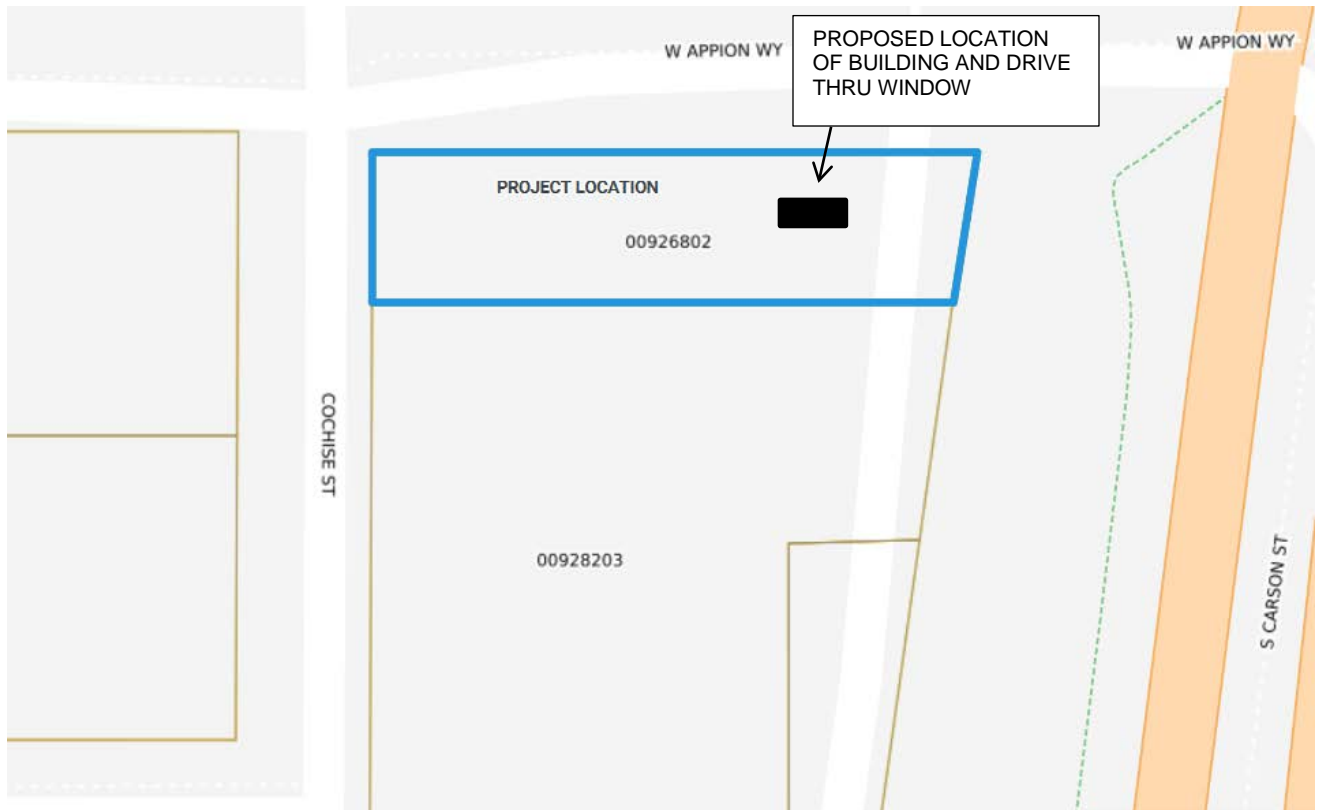 W APPION WY
PROPOSED LOCATION
OF BUILDING AND DRIVE
THRU WINDOW
W APPION WY
PROJECT LOCATION
00926802
COCHISE ST
00928203
S CARSON ST